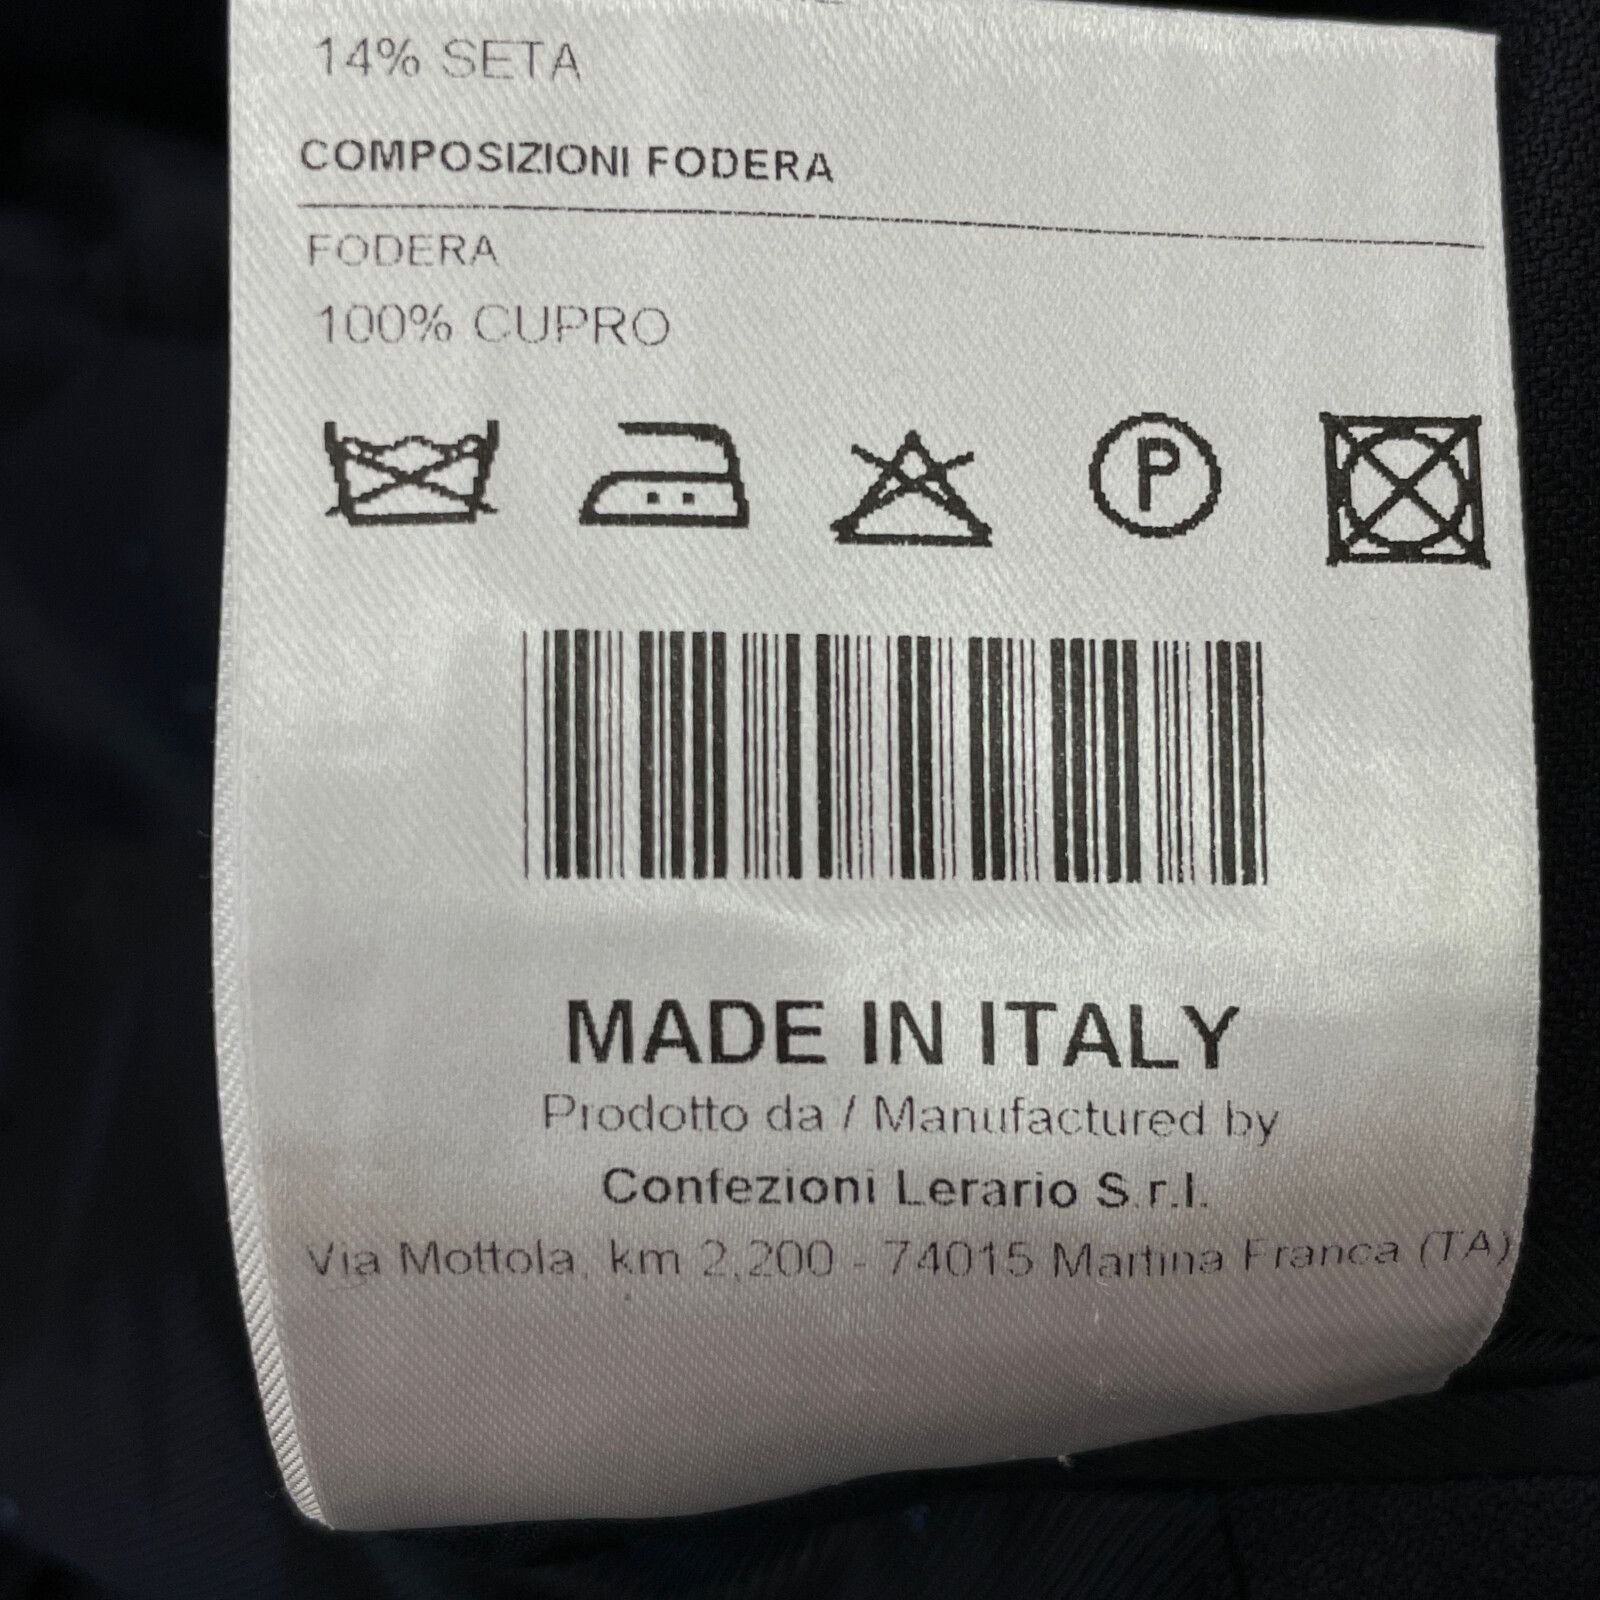 14% SETA
COMPOSIZIONI FODERA
FODERA
100% CUPRO
P
MADE IN ITALY
Prodotto da / Manufactured by
Confezioni Lerario S.r.l.
Via Mottola, km 2,200 - 74015 Martina Franca (TA)